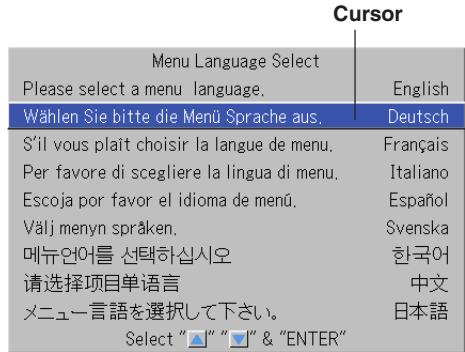 Cursor
Menu Language Select
Please select a menu language. English
Wählen Sie bitte die Menü Sprache aus. Deutsch
S'il vous plaît choisir la langue de menu. Français
Per favore di scegliere la lingua di menu. Italiano
Escoja por favor el idioma de menú. Español
Välj menyn språken. Svenska
메뉴언어를 선택하십시오 한국어
请选择项目单语言 中文
メニュー言語を選択して下さい。 日本語
Select "▲" "▼" & "ENTER"